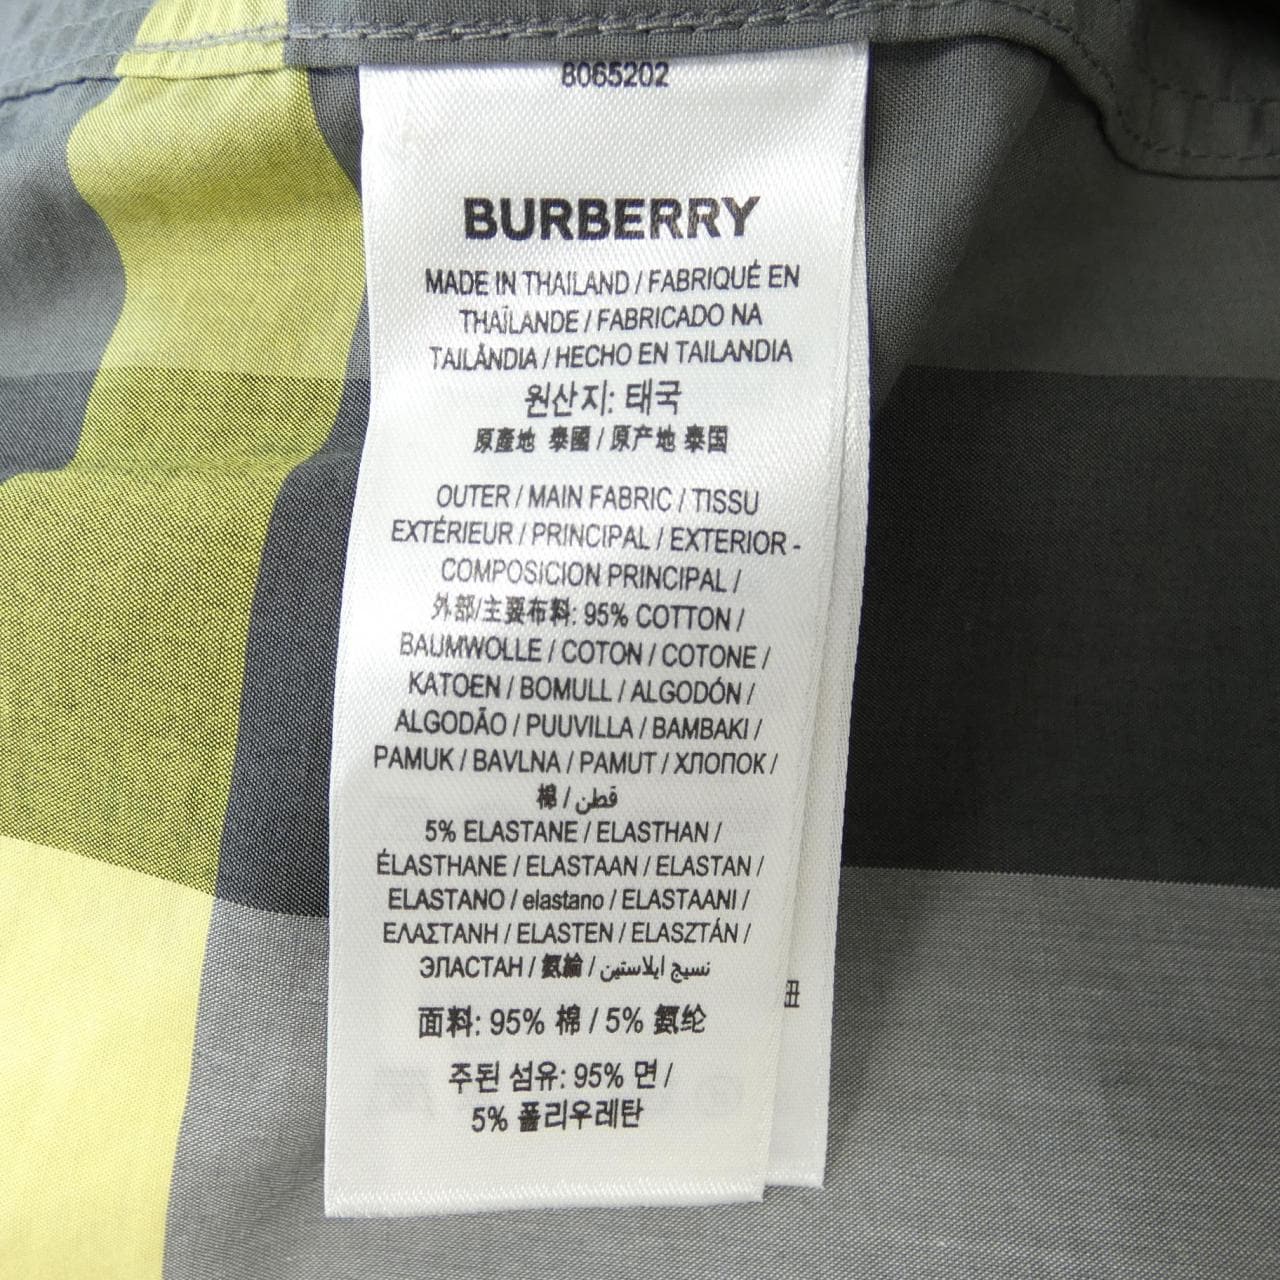 8065202
BURBERRY
MADE IN THAILAND / FABRIQUÉ EN
THAÏLANDE / FABRICADO NA
TAILÂNDIA / HECHO EN TAILANDIA
원산지: 태국
原產地 泰國 / 原产地 泰国
OUTER / MAIN FABRIC / TISSU
EXTÉRIEUR / PRINCIPAL / EXTERIOR -
COMPOSICION PRINCIPAL /
外部/主要布料: 95% COTTON /
BAUMWOLLE / COTON / COTONE /
KATOEN / BOMULL / ALGODÓN /
ALGODÃO / PUUVILLA / BAMBAKI /
PAMUK / BAVLNA / PAMUT / ХЛОПОК /
棉 / قطن
5% ELASTANE / ELASTHAN /
ÉLASTHANE / ELASTAAN / ELASTAN /
ELASTANO / elastano / ELASTAANI /
ΕΛΑΣΤΑΝΗ / ELASTEN / ELASZTÁN /
ЭЛАСТАН / 氨綸 / نسيج ايلاستين
面料: 95% 棉 / 5% 氨纶
주된 섬유: 95% 면 /
5% 폴리우레탄